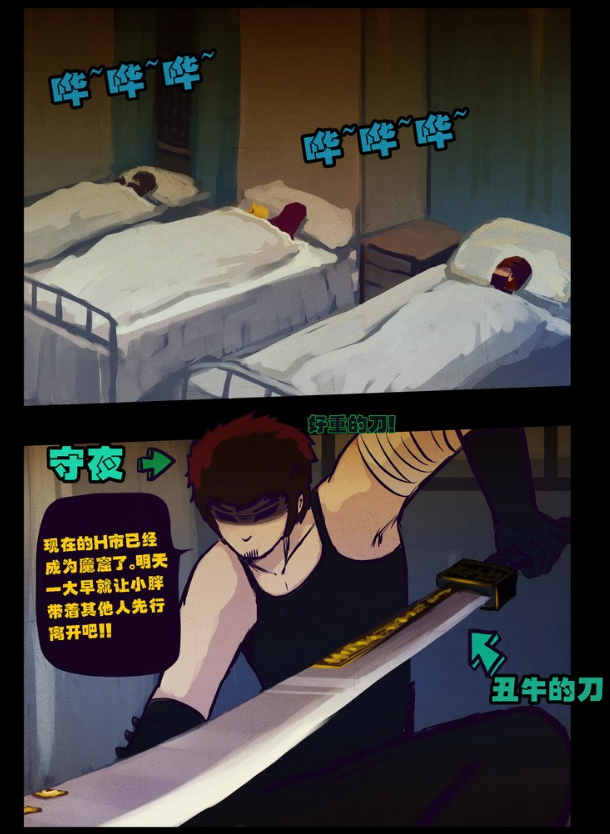 哗~哗~哗~
哗~哗~哗~
好重的刀!
守夜
现在的H市已经
成为魔窟了。明天
一大早就让小胖
带着其他人先行
离开吧!!
丑牛的刀